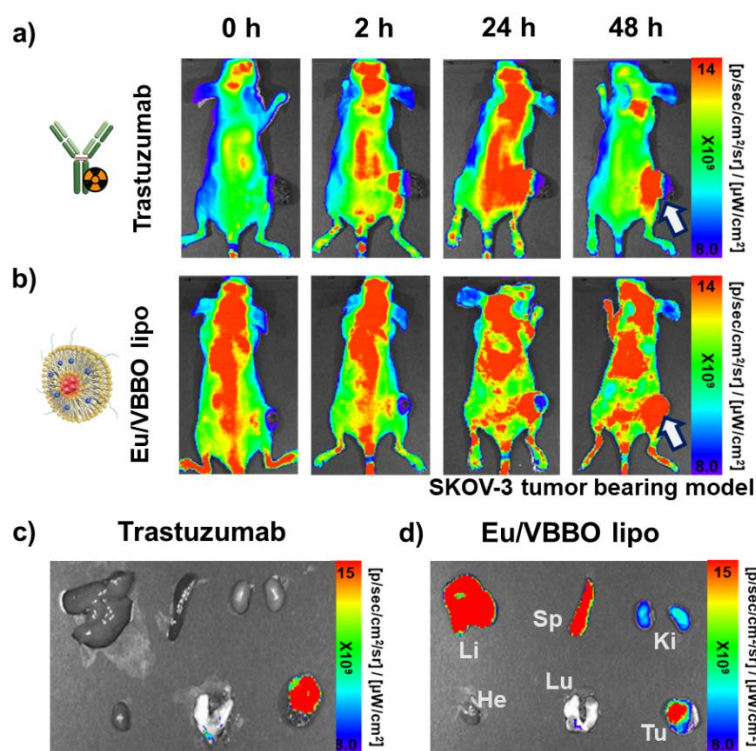 a) 0 h 2 h 24 h 48 h
Trastuzumab
14
X10⁹
8.0
[p/sec/cm²/sr] / [µW/cm²]
b)
Eu/VBBO lipo
14
X10⁹
8.0
[p/sec/cm²/sr] / [µW/cm²]
SKOV-3 tumor bearing model
c) Trastuzumab
15
X10⁹
8.0
[p/sec/cm²/sr] / [µW/cm²]
d) Eu/VBBO lipo
Li Sp Ki
He Lu Tu
15
X10⁹
8.0
[p/sec/cm²/sr] / [µW/cm²]